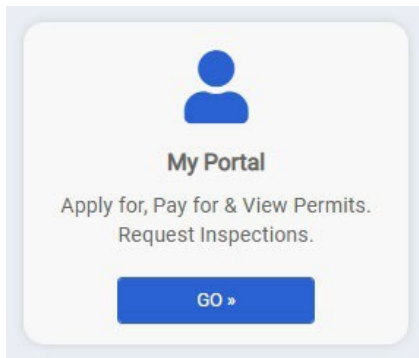 My Portal
Apply for, Pay for & View Permits.
Request Inspections.
GO »